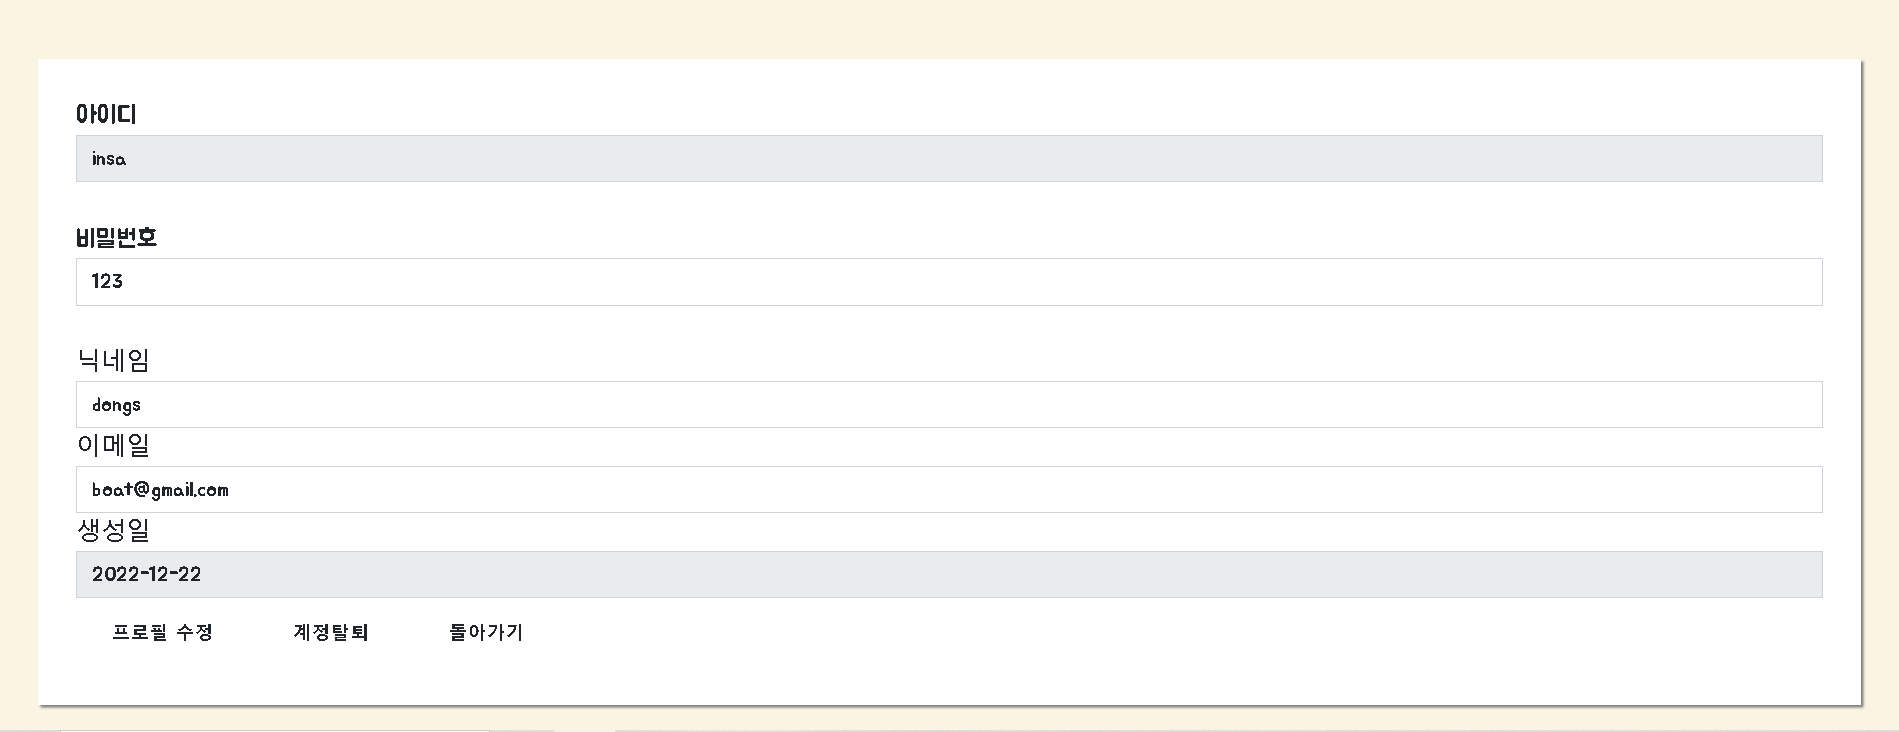 아이디
insa
비밀번호
123
닉네임
dongs
이메일
boat@gmail.com
생성일
2022-12-22
프로필 수정 계정탈퇴 돌아가기